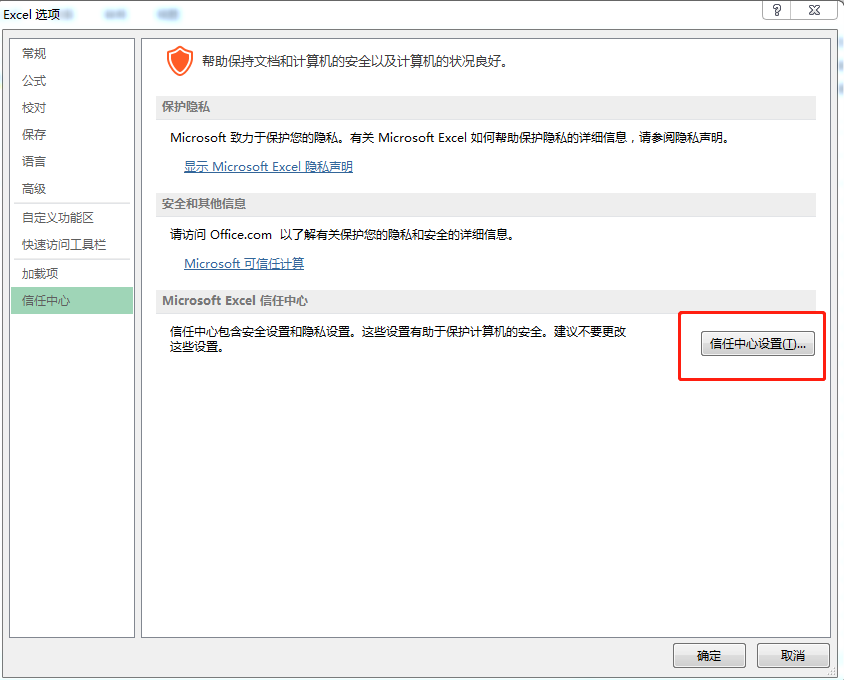 Excel 选项
常规
公式
校对
保存
语言
高级
自定义功能区
快速访问工具栏
加载项
信任中心
帮助保持文档和计算机的安全以及计算机的状况良好。
保护隐私
Microsoft 致力于保护您的隐私。有关 Microsoft Excel 如何帮助保护隐私的详细信息，请参阅隐私声明。
显示 Microsoft Excel 隐私声明
安全和其他信息
请访问 Office.com 以了解有关保护您的隐私和安全的详细信息。
Microsoft 可信任计算
Microsoft Excel 信任中心
信任中心包含安全设置和隐私设置。这些设置有助于保护计算机的安全。建议不要更改
这些设置。
信任中心设置(T)...
确定
取消